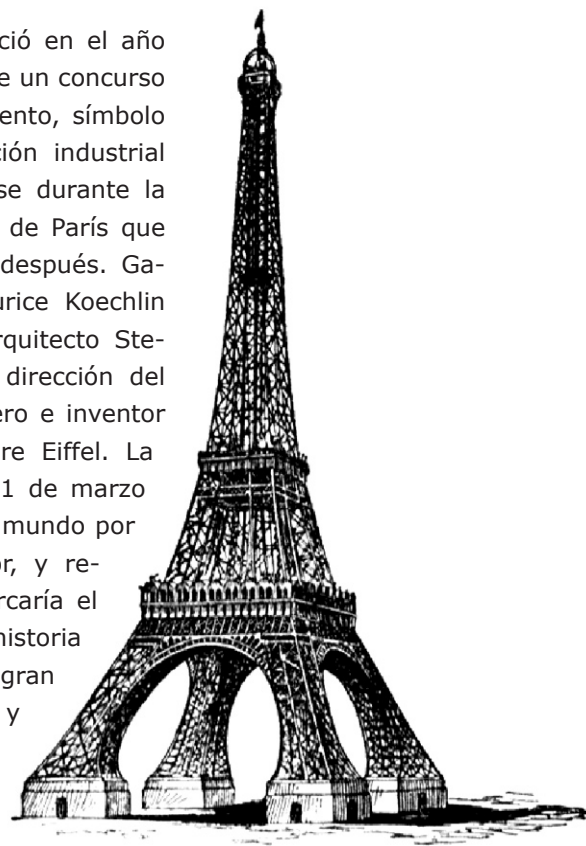 ció en el año
e un concurso
ento, símbolo
ción industrial
se durante la
de París que
después. Ga-
urice Koechlin
rquitecto Ste-
dirección del
ero e inventor
re Eiffel. La
1 de marzo
mundo por
or, y re-
rcaría el
historia
gran
y